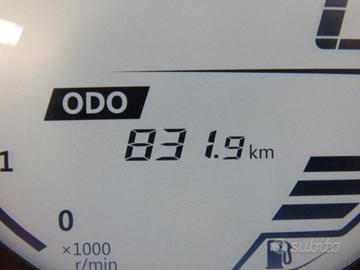 ODO
831.9 km
1
0
×1000
r/min
subito